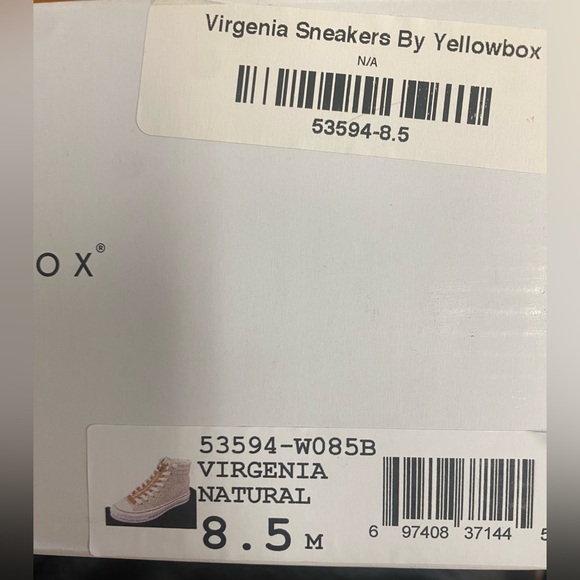 Virgenia Sneakers By Yellowbox
N/A
53594-8.5
OX®
53594-W085B
VIRGENIA
NATURAL
8.5 M
6 97408 37144 5